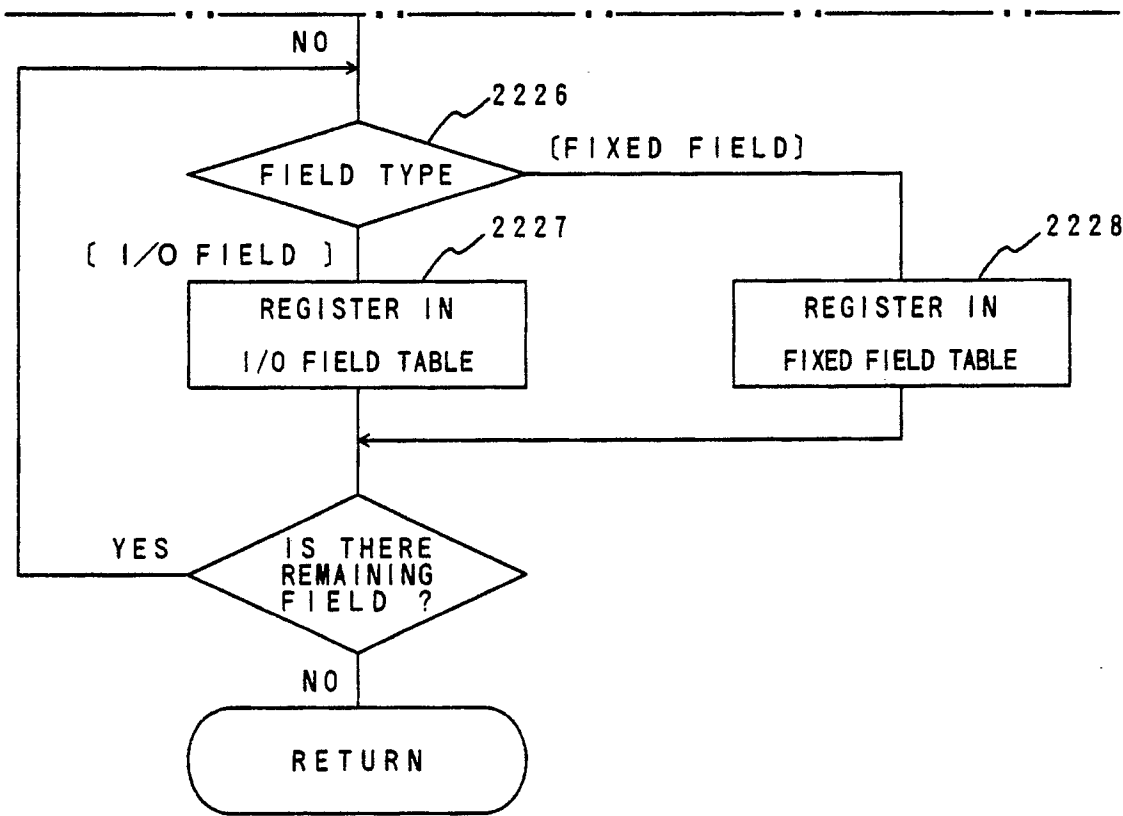 NO
2226
FIELD TYPE
[FIXED FIELD]
[ I/O FIELD ]
2227
2228
REGISTER IN
I/O FIELD TABLE
REGISTER IN
FIXED FIELD TABLE
YES
IS THERE
REMAINING
FIELD ?
NO
RETURN